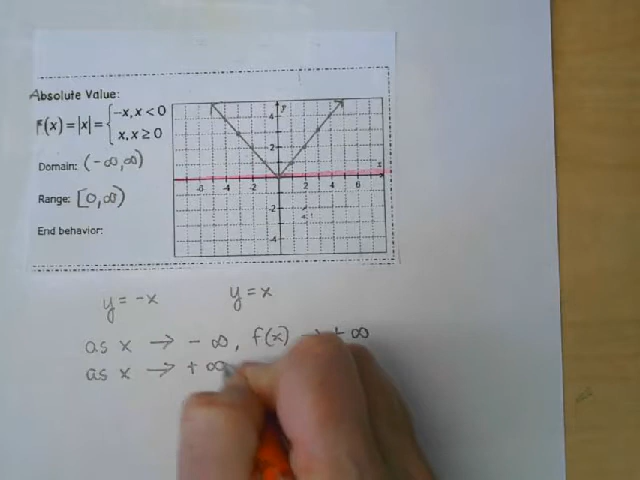 Absolute Value:
F(x) = |x| = { -x, x < 0
x, x ≥ 0
Domain: (-∞, ∞)
Range: [0, ∞)
End behavior:
y
x
4
2
-2
-4
-6 -4 -2 2 4 6
y = -x y = x
as x → - ∞, f(x) → + ∞
as x → + ∞